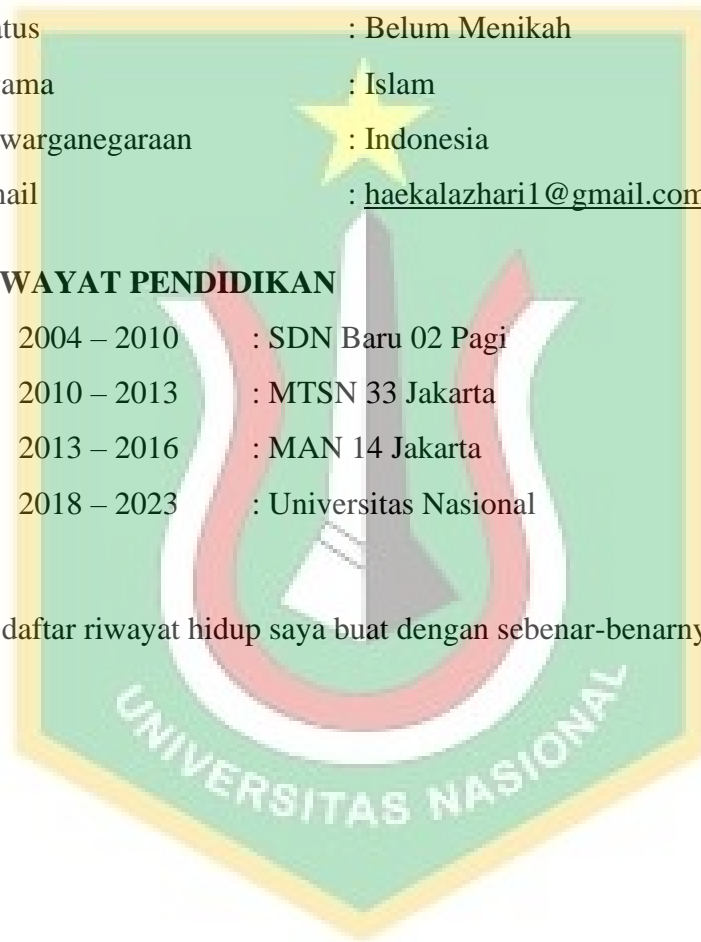 atus : Belum Menikah
ama : Islam
warganegaraan : Indonesia
nail : haekalazhari1@gmail.com
WAYAT PENDIDIKAN
2004 – 2010 : SDN Baru 02 Pagi
2010 – 2013 : MTSN 33 Jakarta
2013 – 2016 : MAN 14 Jakarta
2018 – 2023 : Universitas Nasional
daftar riwayat hidup saya buat dengan sebenar-benarny
UNIVERSITAS NASIONAL